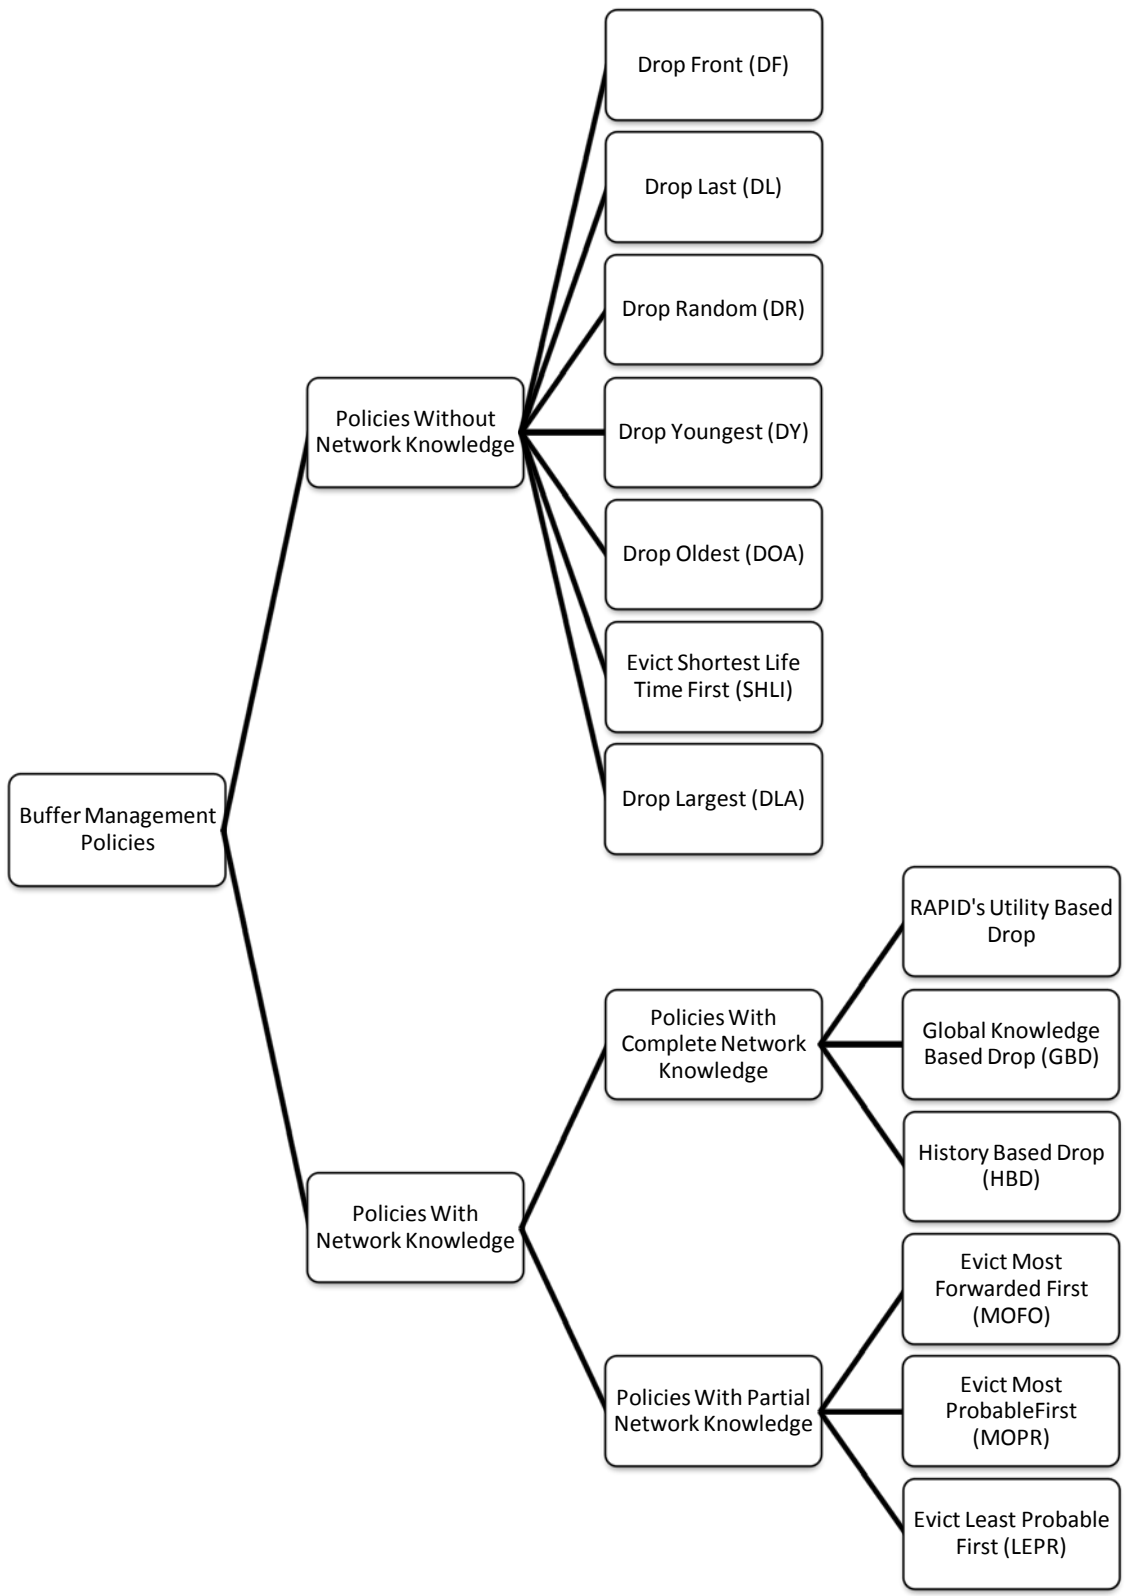 Drop Front (DF)
Drop Last (DL)
Drop Random (DR)
Policies Without
Network Knowledge
Drop Youngest (DY)
Drop Oldest (DOA)
Evict Shortest Life
Time First (SHLI)
Drop Largest (DLA)
Buffer Management
Policies
RAPID's Utility Based
Drop
Policies With
Complete Network
Knowledge
Global Knowledge
Based Drop (GBD)
History Based Drop
(HBD)
Policies With
Network Knowledge
Evict Most
Forwarded First
(MOFO)
Policies With Partial
Network Knowledge
Evict Most
ProbableFirst
(MOPR)
Evict Least Probable
First (LEPR)